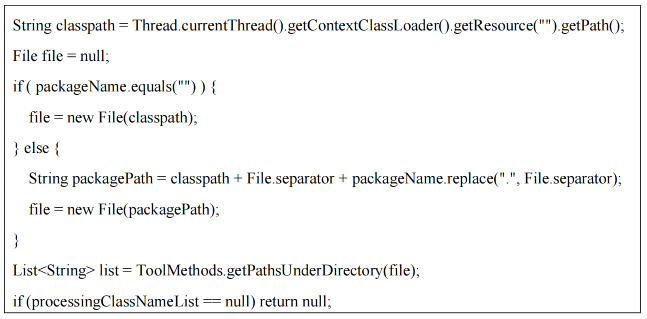 String classpath = Thread.currentThread().getContextClassLoader().getResource("").getPath();
File file = null;
if ( packageName.equals("") ) {
file = new File(classpath);
} else {
String packagePath = classpath + File.separator + packageName.replace(".", File.separator);
file = new File(packagePath);
}
List<String> list = ToolMethods.getPathsUnderDirectory(file);
if (processingClassNameList == null) return null;